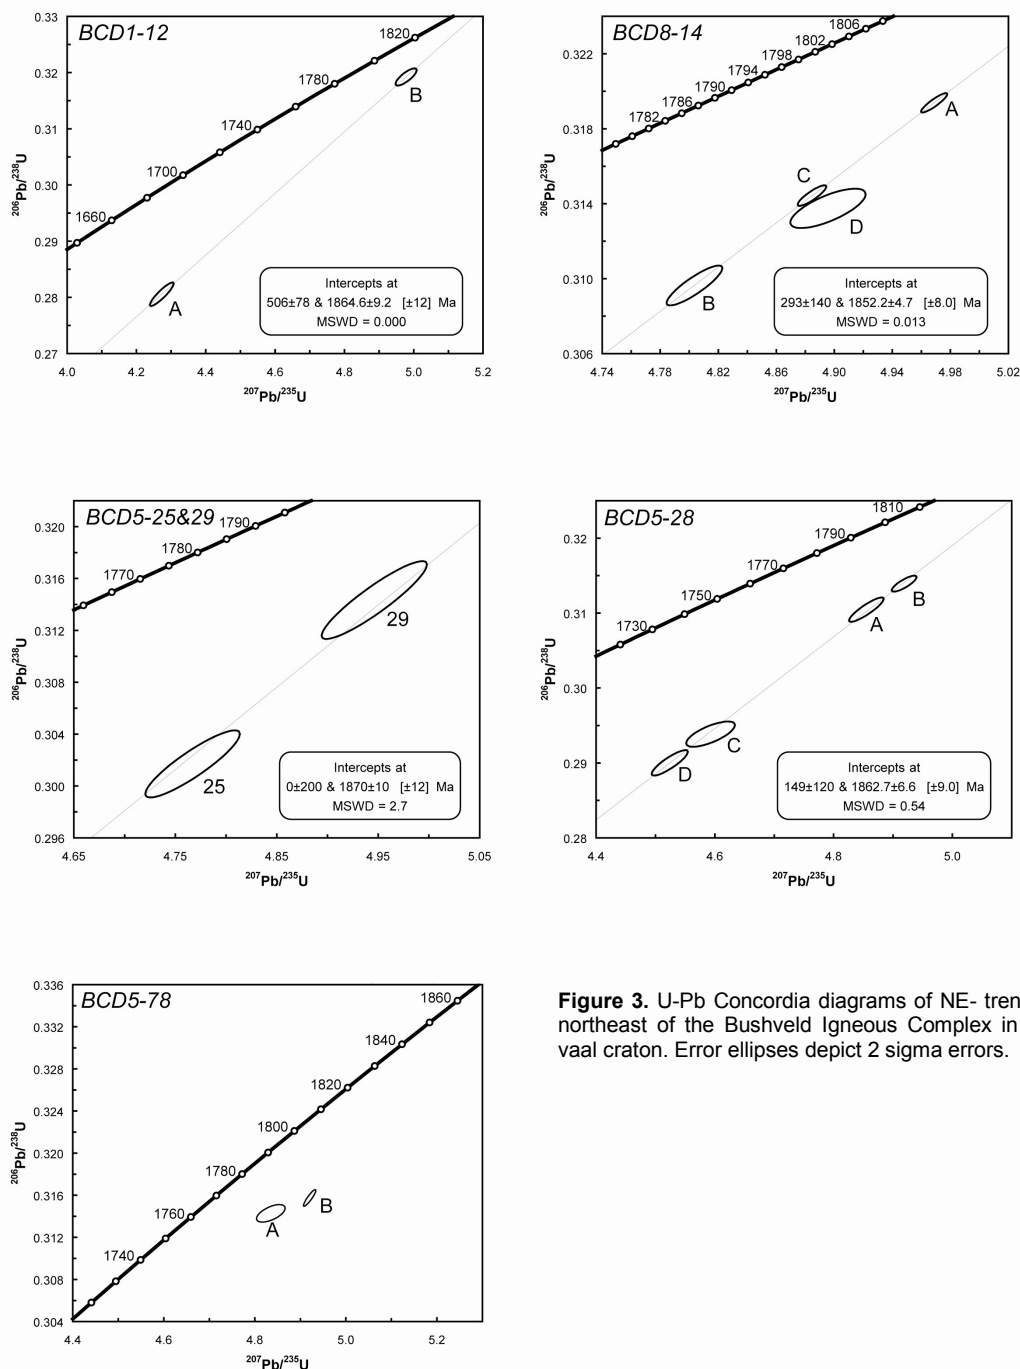 BCD1-12
0.33
0.32
0.31
0.30
0.29
0.28
0.27
4.0 4.2 4.4 4.6 4.8 5.0 5.2
1660
1700
1740
1780
1820
A
B
Intercepts at
506±78 & 1864.6±9.2 [±12] Ma
MSWD = 0.000
206Pb/238U
207Pb/235U
BCD8-14
0.322
0.318
0.314
0.310
0.306
4.74 4.78 4.82 4.86 4.90 4.94 4.98 5.02
1782
1786
1790
1794
1798
1802
1806
A
C
D
B
Intercepts at
293±140 & 1852.2±4.7 [±8.0] Ma
MSWD = 0.013
206Pb/238U
207Pb/235U
BCD5-25&29
0.320
0.316
0.312
0.308
0.304
0.300
0.296
4.65 4.75 4.85 4.95 5.05
1770
1780
1790
29
25
Intercepts at
0±200 & 1870±10 [±12] Ma
MSWD = 2.7
206Pb/238U
207Pb/235U
BCD5-28
0.32
0.31
0.30
0.29
0.28
4.4 4.6 4.8 5.0
1730
1750
1770
1790
1810
B
A
C
D
Intercepts at
149±120 & 1862.7±6.6 [±9.0] Ma
MSWD = 0.54
206Pb/238U
207Pb/235U
BCD5-78
0.336
0.332
0.328
0.324
0.320
0.316
0.312
0.308
0.304
4.4 4.6 4.8 5.0 5.2
1740
1760
1780
1800
1820
1840
1860
A
B
206Pb/238U
207Pb/235U
Figure 3. U-Pb Concordia diagrams of NE- tren
northeast of the Bushveld Igneous Complex in
vaal craton. Error ellipses depict 2 sigma errors.